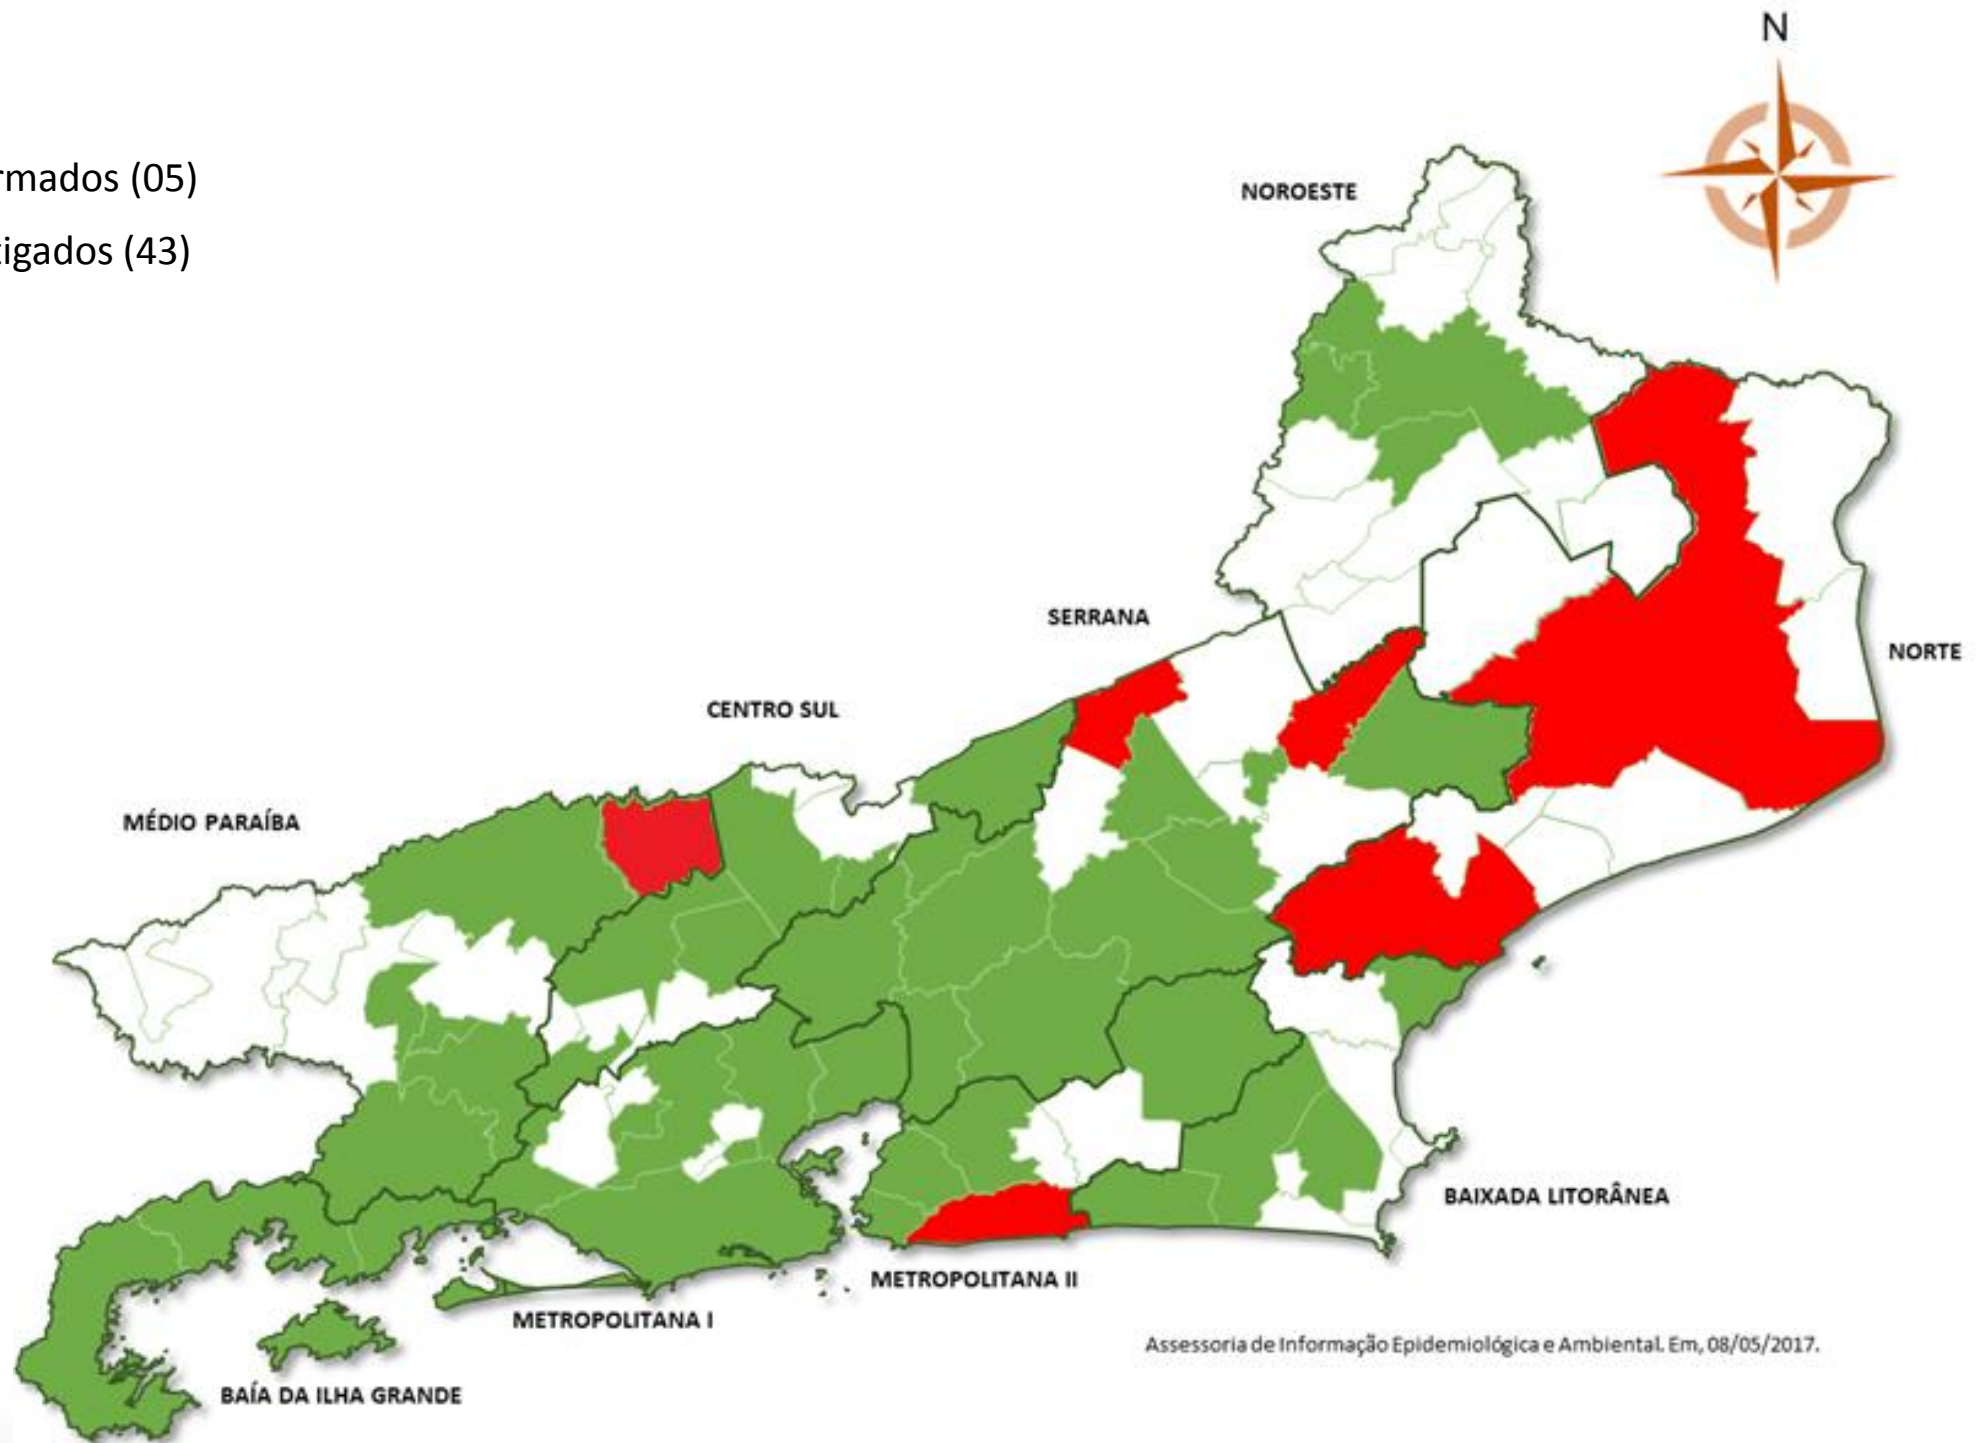 N
rmados (05)
tigados (43)
NOROESTE
SERRANA
NORTE
CENTRO SUL
MÉDIO PARAÍBA
BAIXADA LITORÂNEA
METROPOLITANA II
METROPOLITANA I
Assessoria de Informação Epidemiológica e Ambiental. Em, 08/05/2017.
BAÍA DA ILHA GRANDE